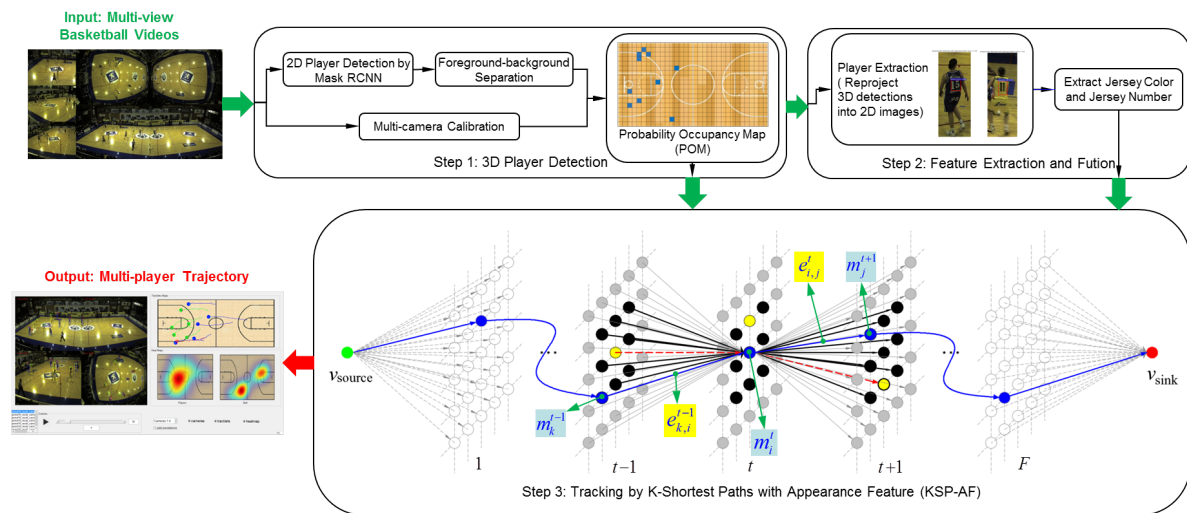 Input: Multi-view
Basketball Videos
2D Player Detection by
Mask RCNN
Foreground-background
Separation
Multi-camera Calibration
Probability Occupancy Map
(POM)
Step 1: 3D Player Detection
Player Extraction
( Reproject
3D detections
into 2D images)
15
11
Extract Jersey Color
and Jersey Number
Step 2: Feature Extraction and Fution
Output: Multi-player Trajectory
v_source
m_k^{t-1}
e_{k,i}^{t-1}
m_i^t
e_{i,j}^t
m_j^{t+1}
v_sink
...
...
1
t-1
t
t+1
F
Step 3: Tracking by K-Shortest Paths with Appearance Feature (KSP-AF)